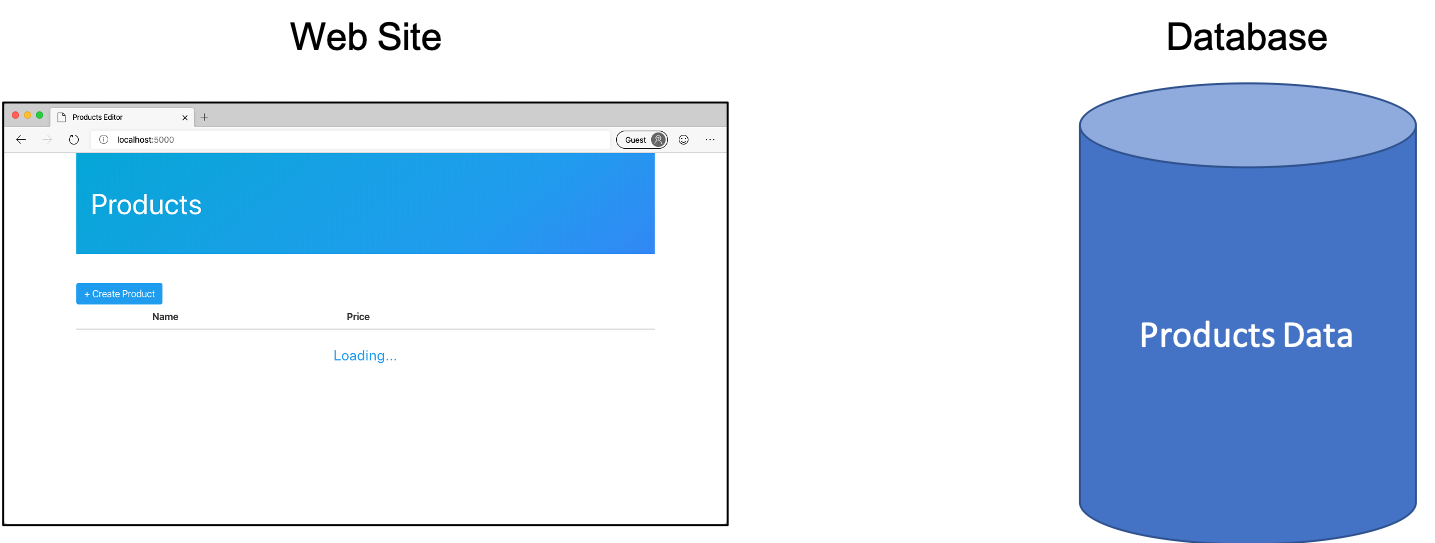 Web Site
Database
Products Editor
localhost:5000
Guest
Products
+ Create Product
Name Price
Loading...
Products Data